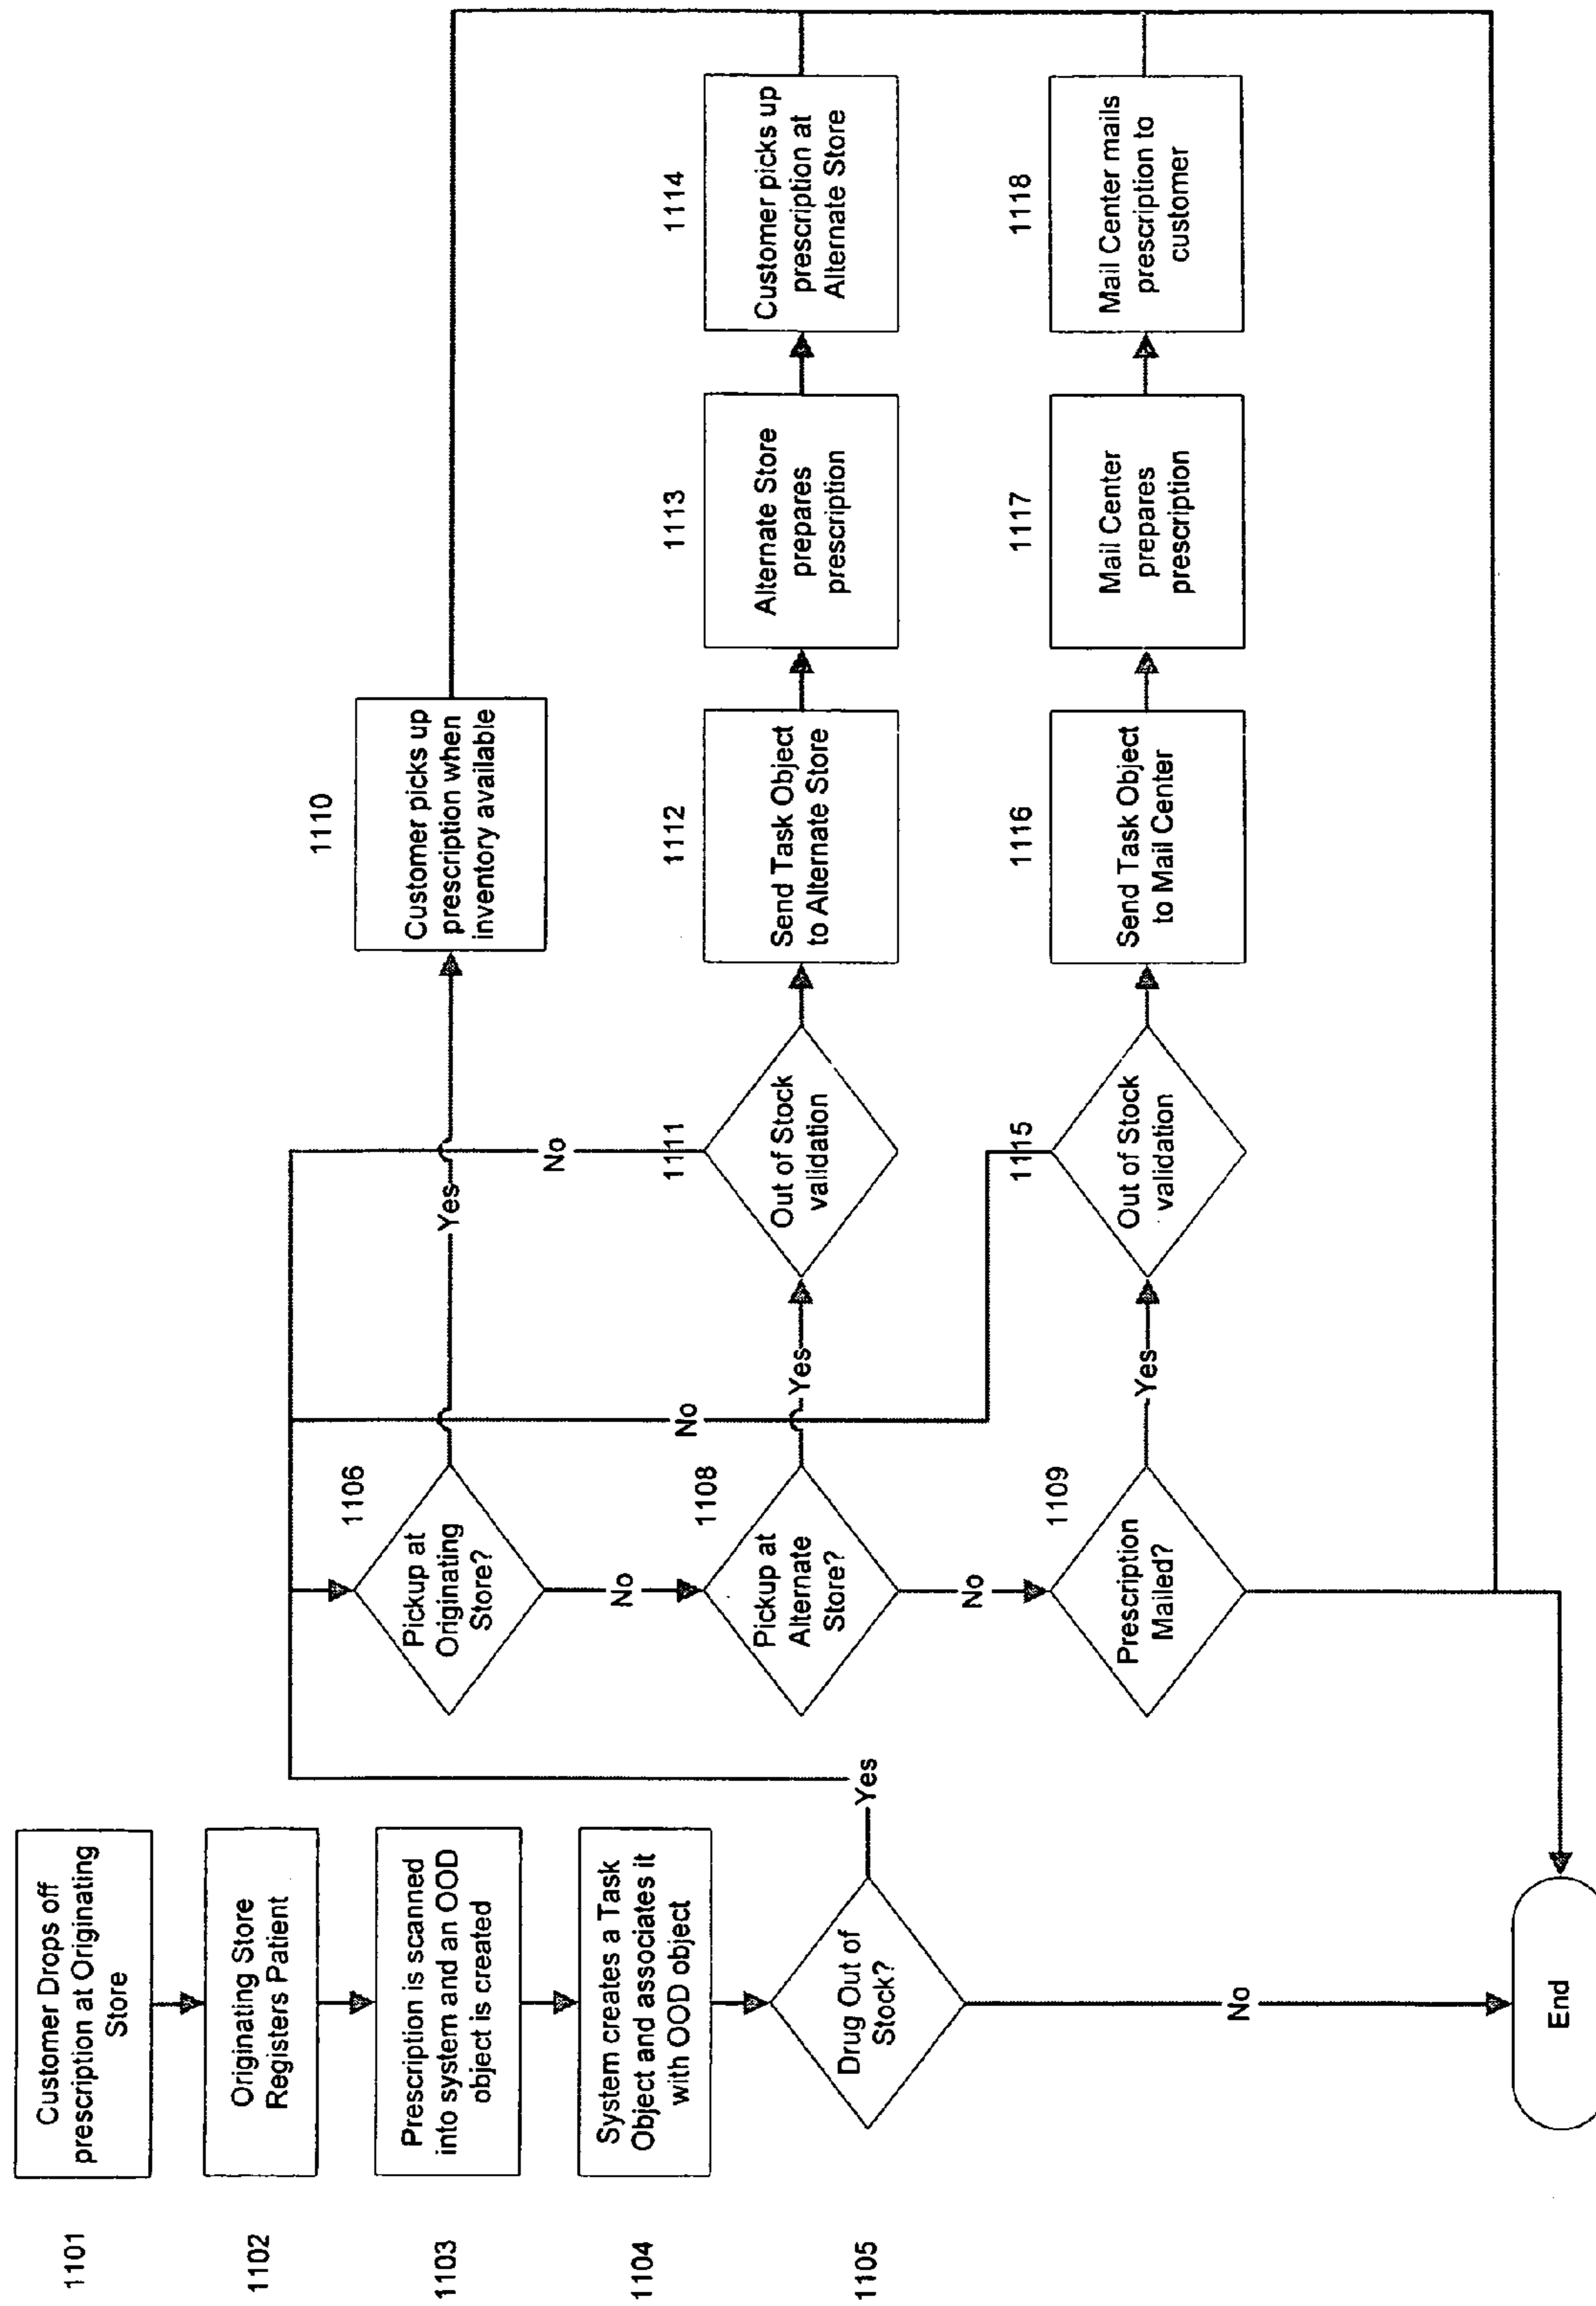 1101
Customer Drops off
prescription at Originating
Store
1102
Originating Store
Registers Patient
1103
Prescription is scanned
into system and an OOD
object is created
1104
System creates a Task
Object and associates it
with OOD object
1105
Drug Out of
Stock?
Yes
No
End
1106
Pickup at
Originating
Store?
Yes
No
1110
Customer picks up
prescription when
inventory available
1108
Pickup at
Alternate
Store?
Yes
No
1111
Out of Stock
validation
No
1112
Send Task Object
to Alternate Store
1113
Alternate Store
prepares
prescription
1114
Customer picks up
prescription at
Alternate Store
1109
Prescription
Mailed?
Yes
1115
Out of Stock
validation
No
1116
Send Task Object
to Mail Center
1117
Mail Center
prepares
prescription
1118
Mail Center mails
prescription to
customer